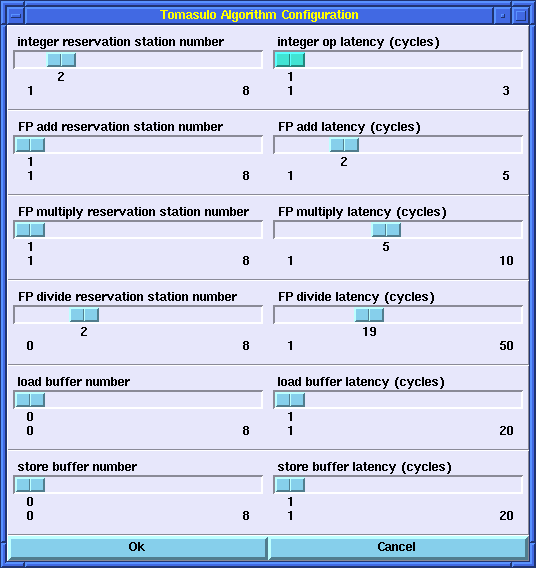 Tomasulo Algorithm Configuration
integer reservation station number
2
1 8
integer op latency (cycles)
1
1 3
FP add reservation station number
1
1 8
FP add latency (cycles)
2
1 5
FP multiply reservation station number
1
1 8
FP multiply latency (cycles)
5
1 10
FP divide reservation station number
2
0 8
FP divide latency (cycles)
19
1 50
load buffer number
0
0 8
load buffer latency (cycles)
1
1 20
store buffer number
0
0 8
store buffer latency (cycles)
1
1 20
Ok
Cancel